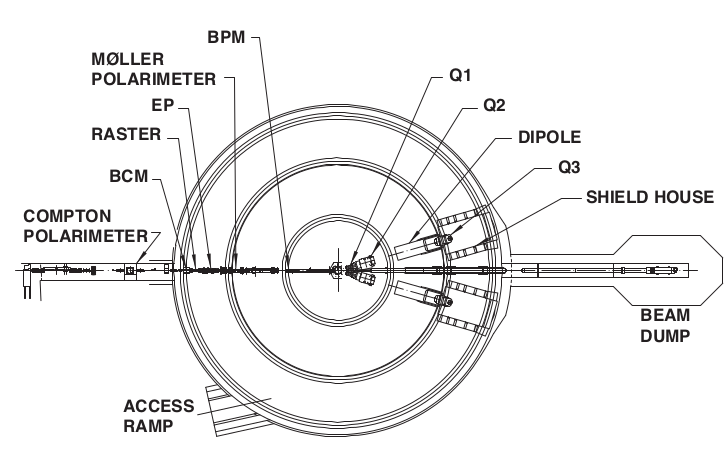 BPM
MØLLER
POLARIMETER
EP
RASTER
BCM
COMPTON
POLARIMETER
Q1
Q2
DIPOLE
Q3
SHIELD HOUSE
BEAM
DUMP
ACCESS
RAMP